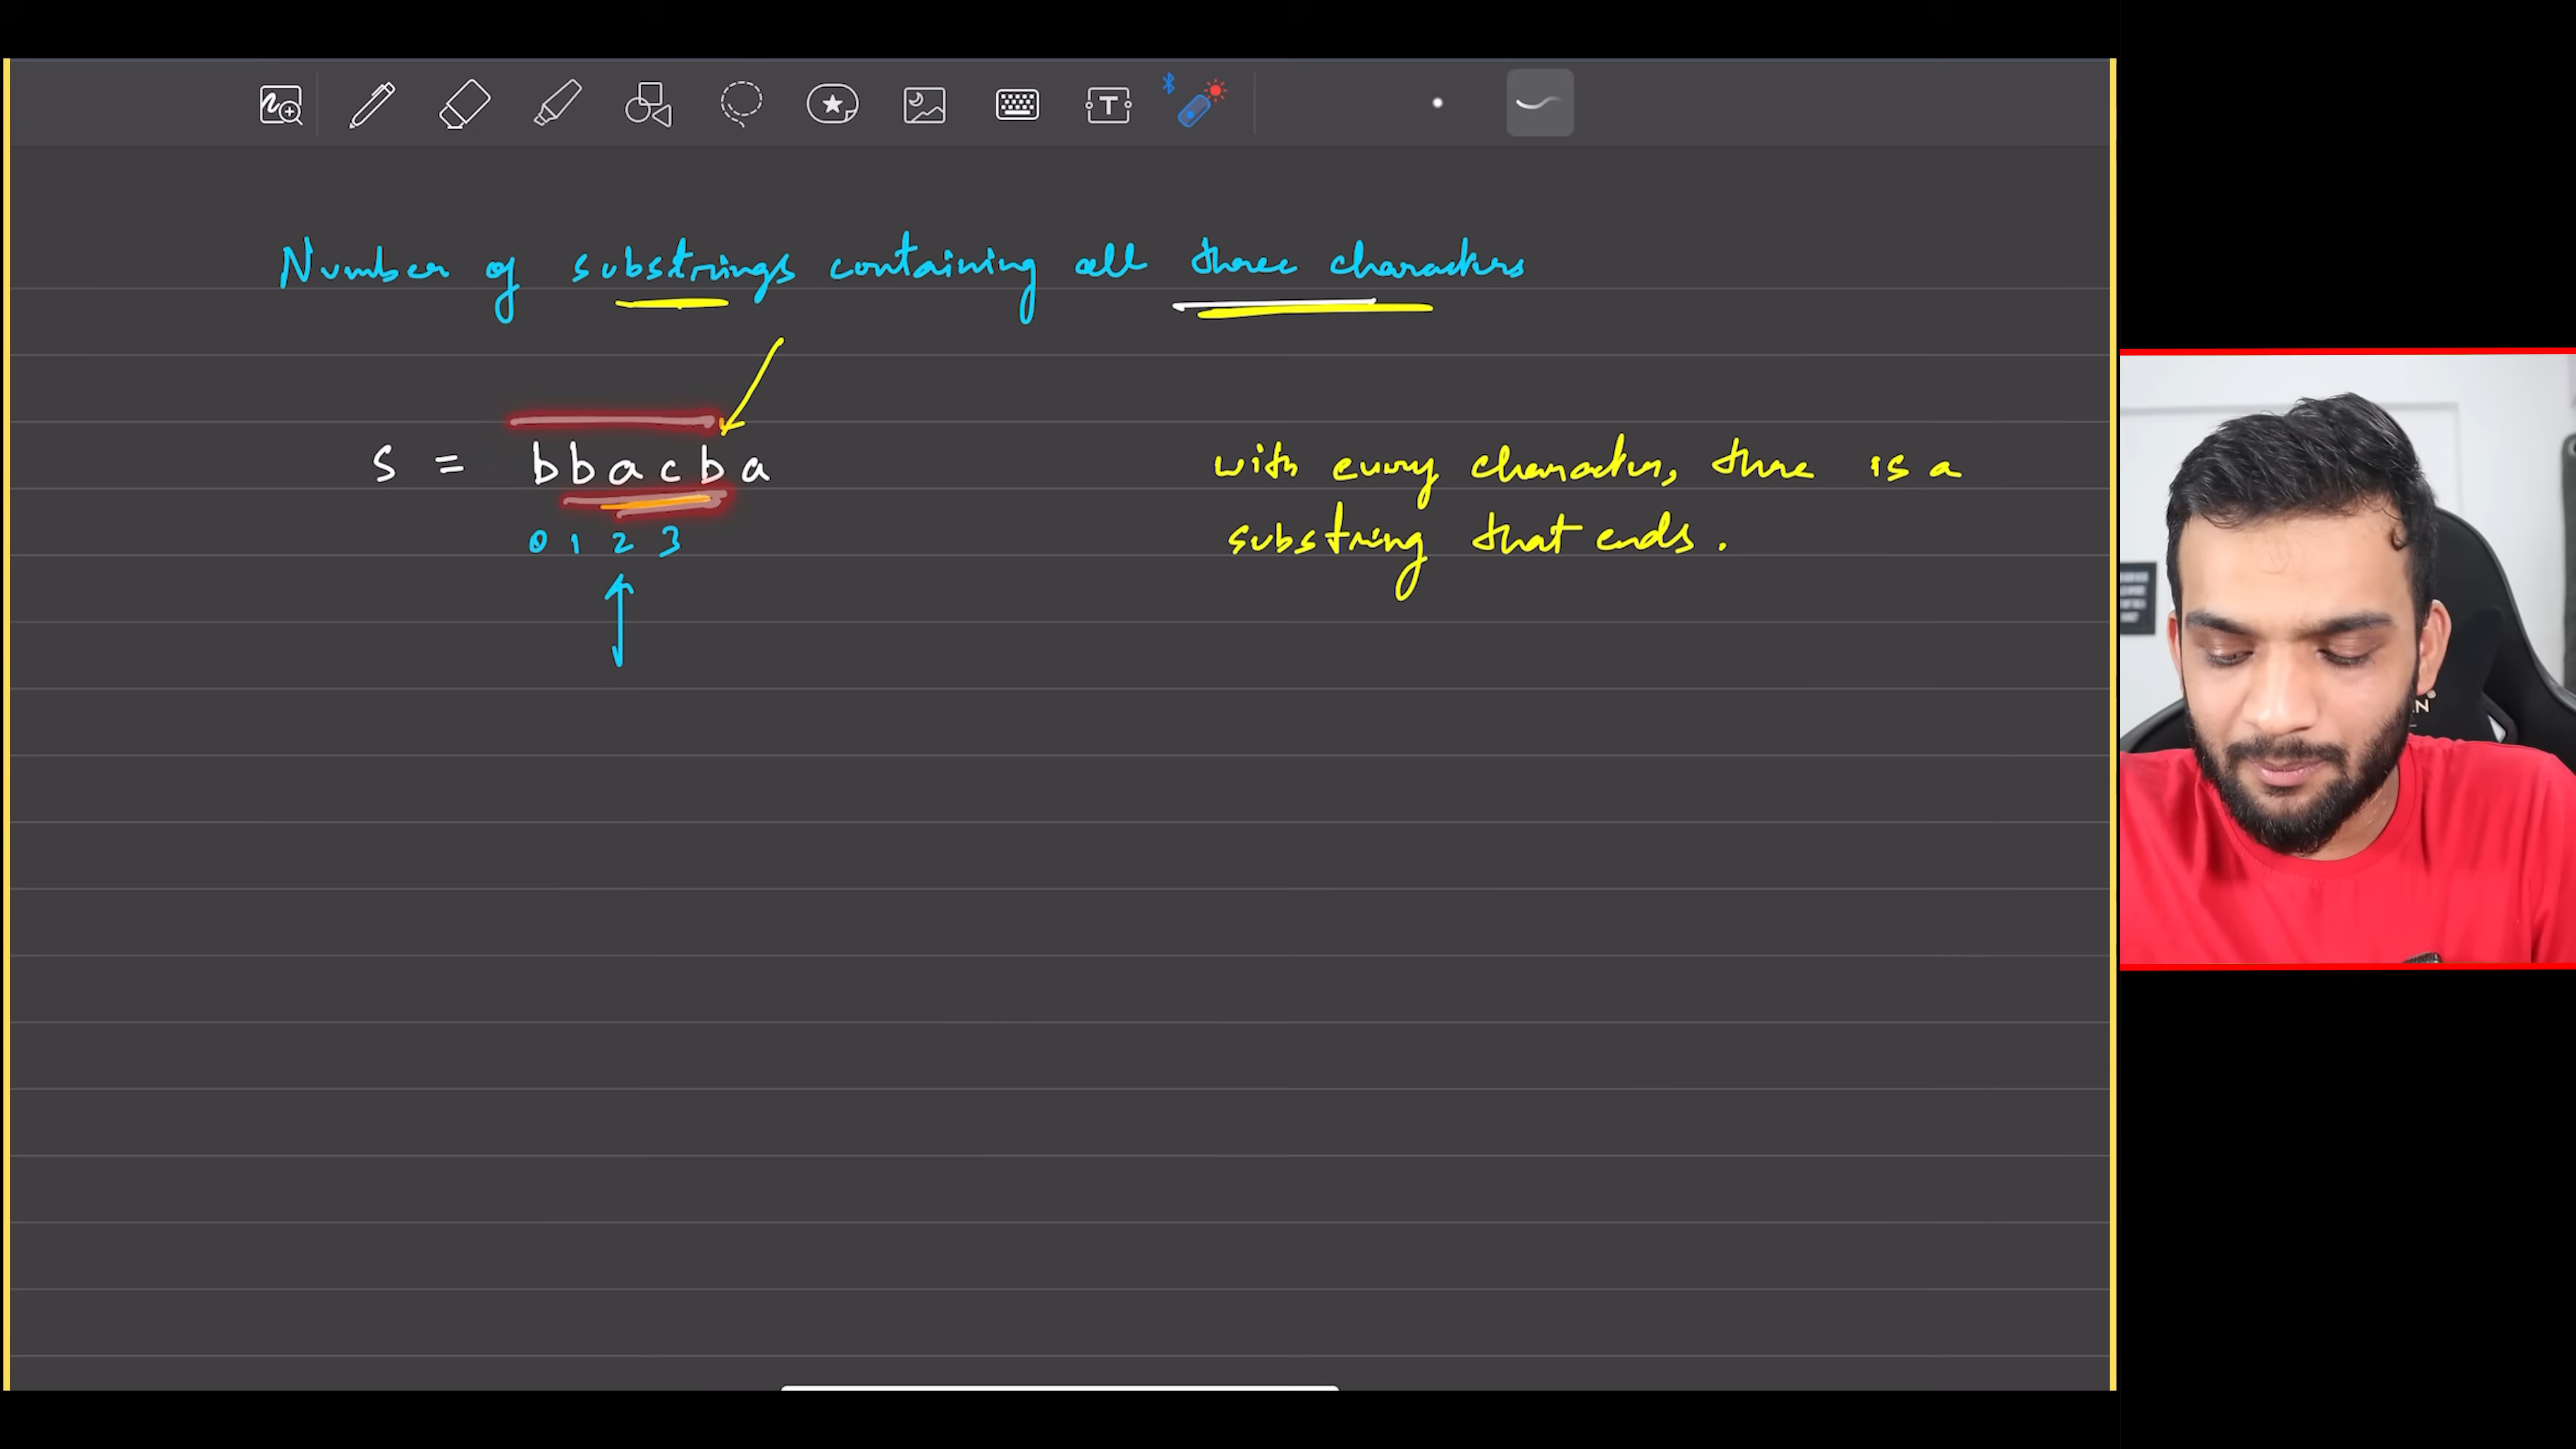 Number of substrings containing all three characters
S = bbacba
0 1 2 3
with every character, there is a
substring that ends.